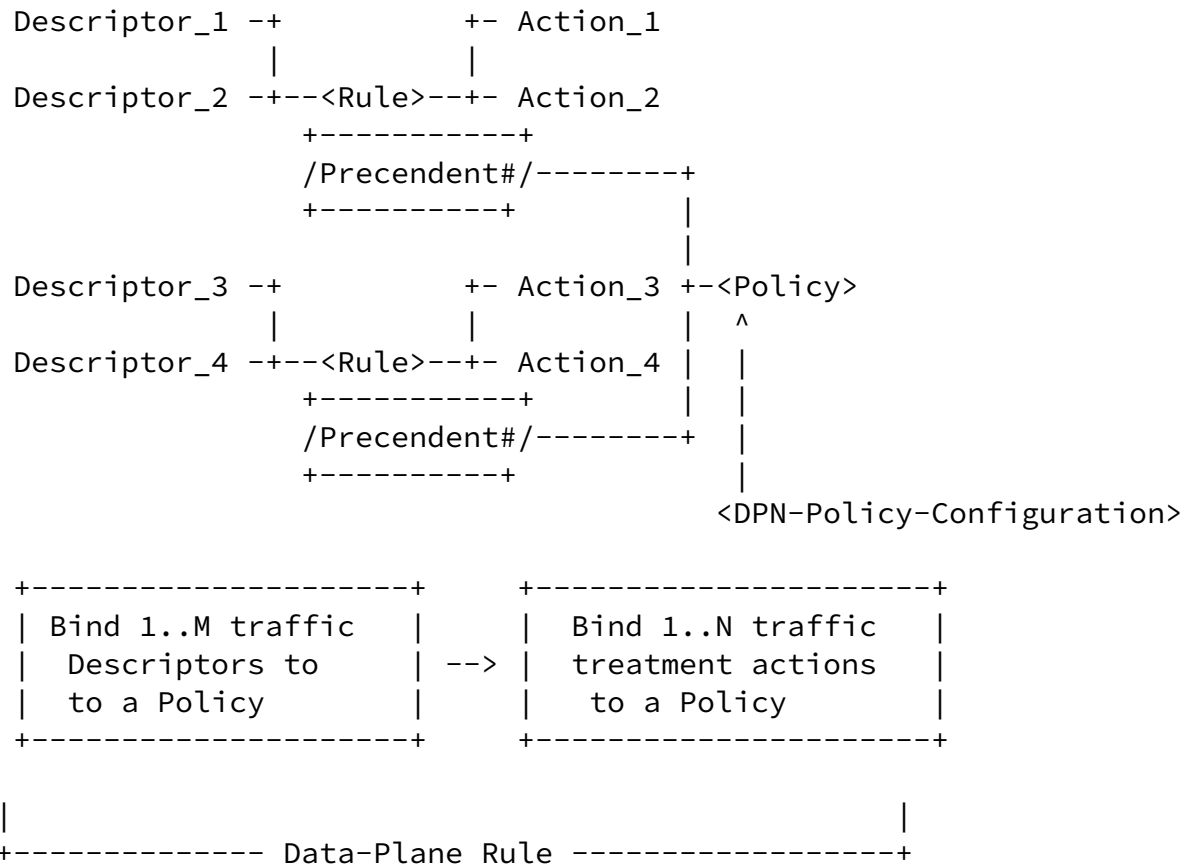 Descriptor_1 -+          +- Action_1
              |          |
Descriptor_2 -+--<Rule>--+- Action_2
                +-----------+
                /Precendent#/--------+
                +----------+         |
                                     |
Descriptor_3 -+          +- Action_3 +-<Policy>
              |          |           |  ^
Descriptor_4 -+--<Rule>--+- Action_4 |  |
                +-----------+        |  |
                /Precendent#/--------+  |
                +----------+            |
                                       <DPN-Policy-Configuration>

+---------------------+     +----------------------+
| Bind 1..M traffic   |     |  Bind 1..N traffic   |
|  Descriptors to     | --> |  treatment actions   |
|  to a Policy        |     |   to a Policy        |
+---------------------+     +----------------------+

|                                                 |
+-------------- Data-Plane Rule ------------------+